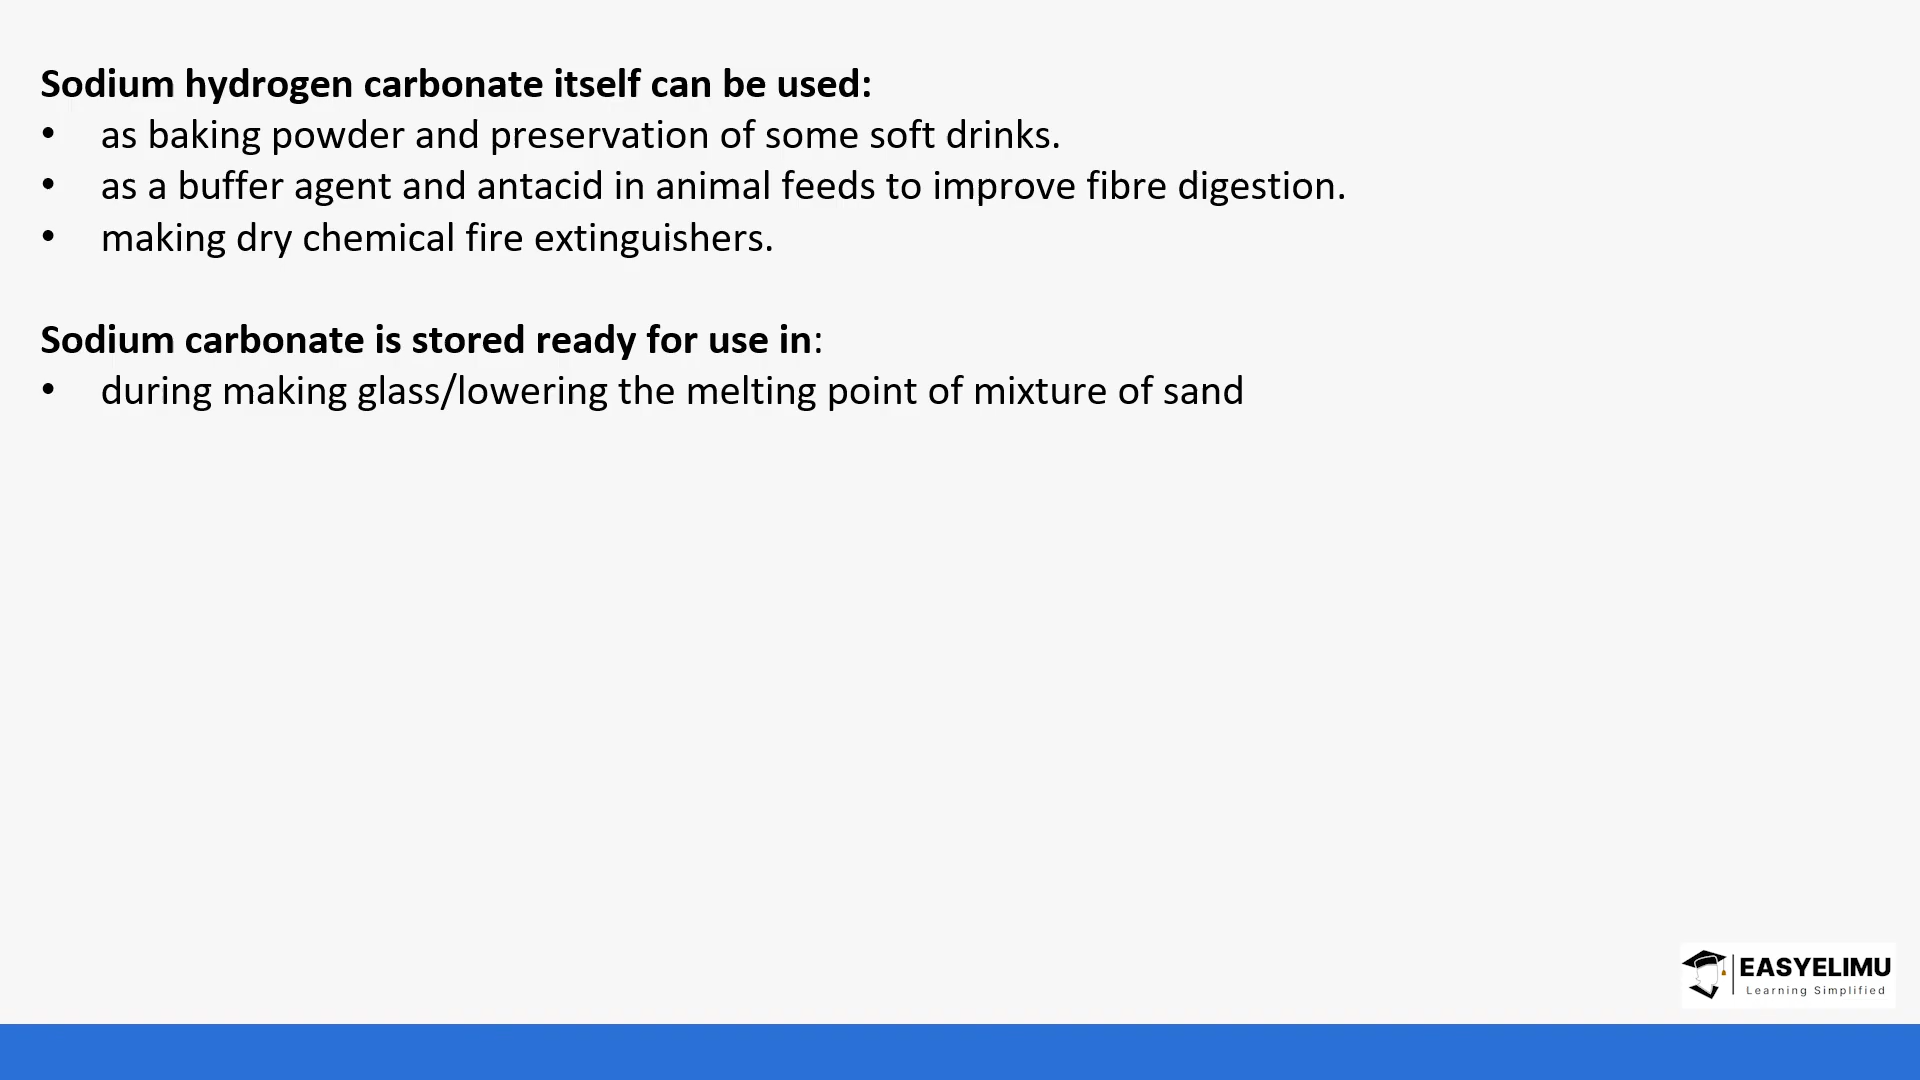 Sodium hydrogen carbonate itself can be used:
• as baking powder and preservation of some soft drinks.
• as a buffer agent and antacid in animal feeds to improve fibre digestion.
• making dry chemical fire extinguishers.
Sodium carbonate is stored ready for use in:
• during making glass/lowering the melting point of mixture of sand
EASYELIMU
Learning Simplified